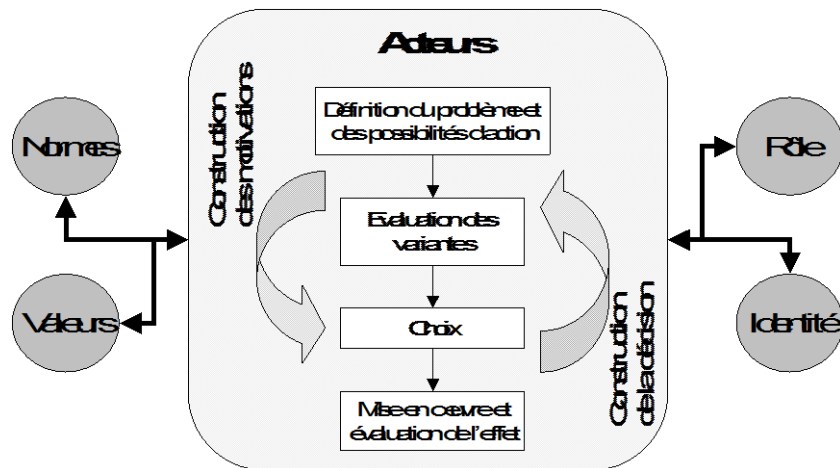 Acteurs
Construction
des motivations
Définition du problème et
des possibilités d'action
Normes
Rôle
Evaluation des
variantes
Valeurs
Choix
Identité
Construction
de la décision
Mise en oeuvre et
évaluation de l'effet